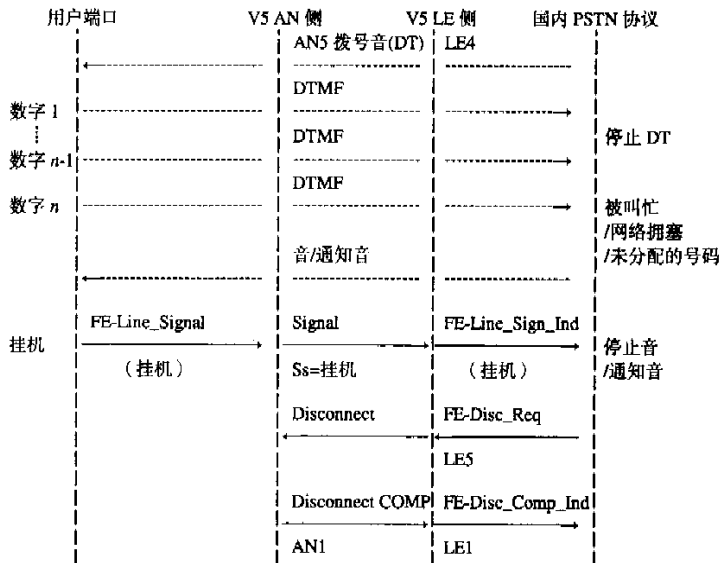 用户端口 V5 AN 侧 V5 LE 侧 国内 PSTN 协议
AN5 拨号音(DT) LE4
DTMF
数字 1
DTMF 停止 DT
数字 n-1
DTMF
数字 n 被叫忙
/网络拥塞
音/通知音 /未分配的号码
FE-Line_Signal Signal FE-Line_Sign_Ind
挂机 停止音
(挂机) Ss=挂机 (挂机) /通知音
Disconnect FE-Disc_Req
LE5
Disconnect COMP FE-Disc_Comp_Ind
AN1 LE1